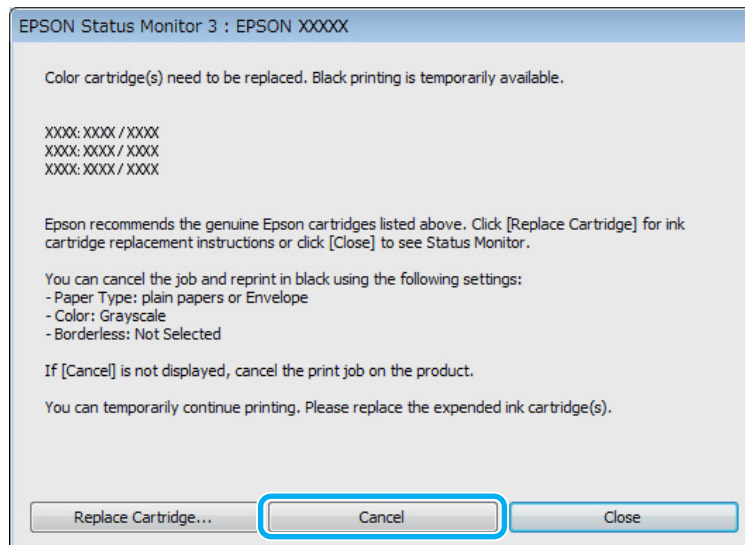 EPSON Status Monitor 3 : EPSON XXXXX
Color cartridge(s) need to be replaced. Black printing is temporarily available.
XXXX: XXXX / XXXX
XXXX: XXXX / XXXX
XXXX: XXXX / XXXX
Epson recommends the genuine Epson cartridges listed above. Click [Replace Cartridge] for ink
cartridge replacement instructions or click [Close] to see Status Monitor.
You can cancel the job and reprint in black using the following settings:
- Paper Type: plain papers or Envelope
- Color: Grayscale
- Borderless: Not Selected
If [Cancel] is not displayed, cancel the print job on the product.
You can temporarily continue printing. Please replace the expended ink cartridge(s).
Replace Cartridge... Cancel Close